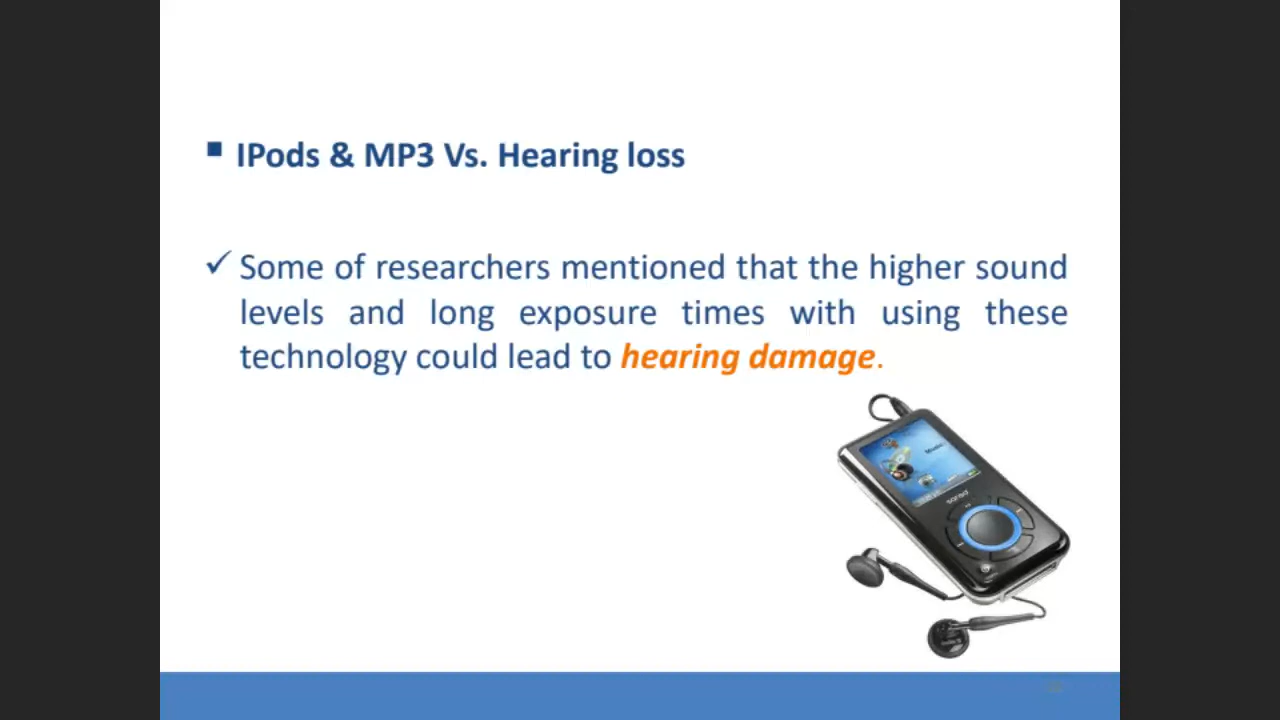 ▪ IPods & MP3 Vs. Hearing loss
✓ Some of researchers mentioned that the higher sound
levels and long exposure times with using these
technology could lead to hearing damage.
Music